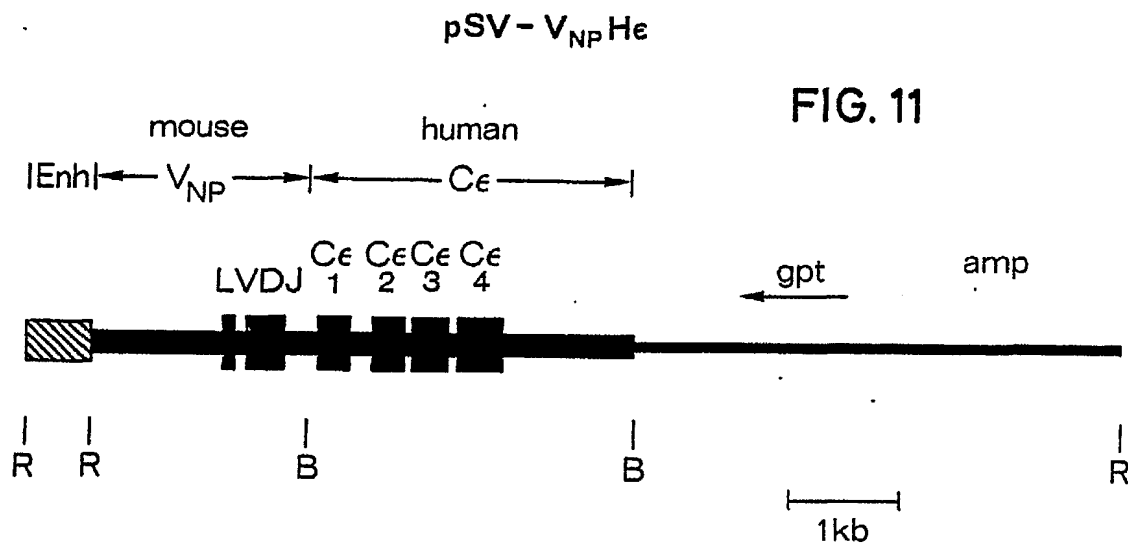 pSV – V_NP Hε
FIG. 11
mouse human
|Enh| V_NP Cε
LVDJ Cε 1 Cε 2 Cε 3 Cε 4
gpt amp
R R B B R
1kb